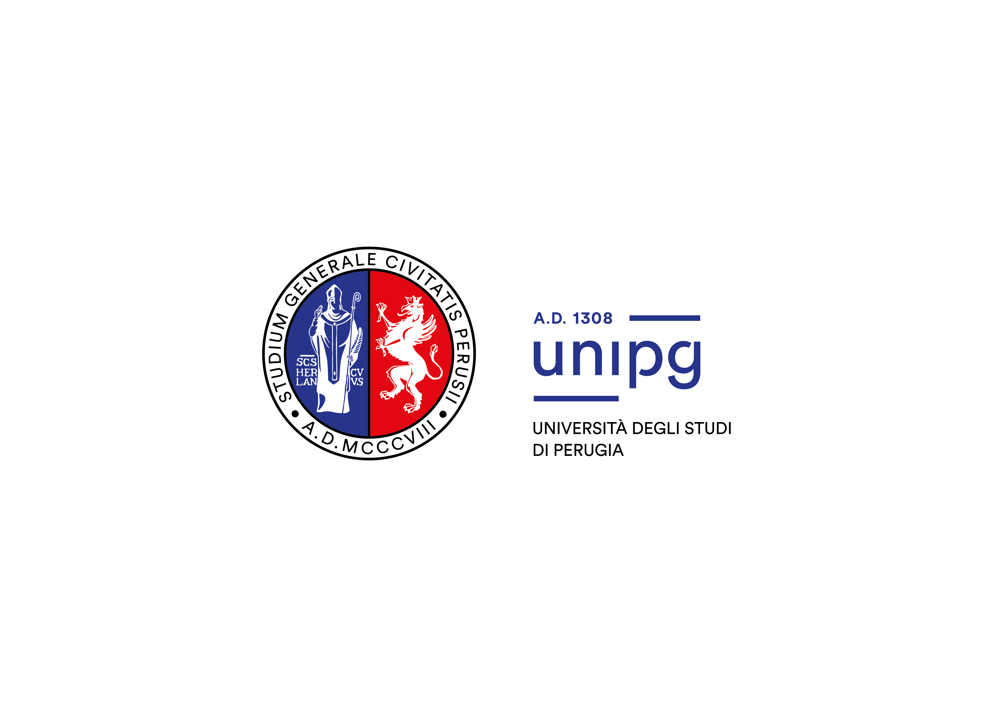 STUDIUM GENERALE CIVITATIS PERUSII
A.D. MCCCVIII
SCS
HER CV
LAN VS
A.D. 1308
unipg
UNIVERSITÀ DEGLI STUDI
DI PERUGIA